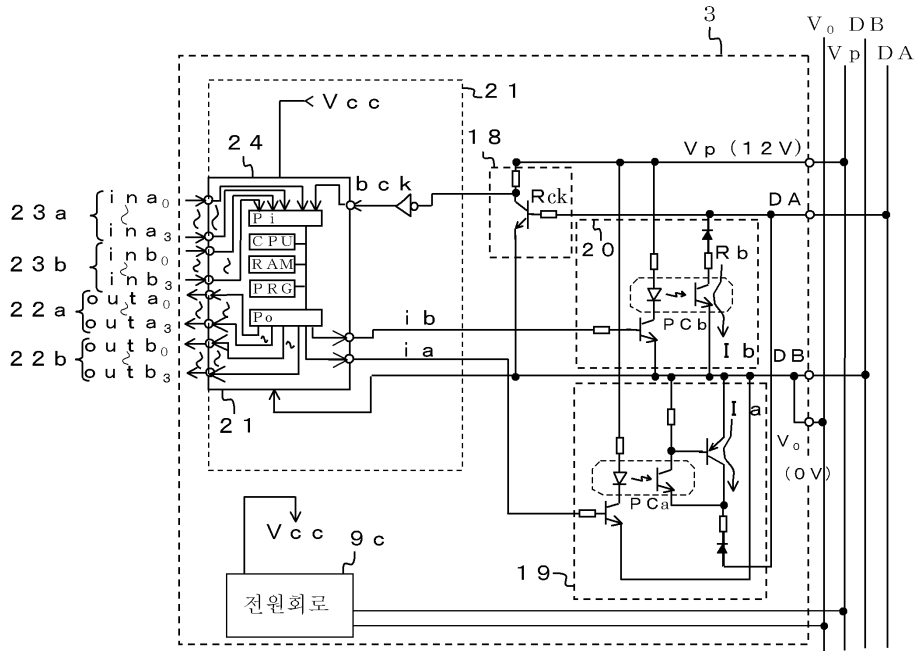 V₀ DB
Vp DA
3
21
Vcc
24
18
bck
Vp (12V)
Rck
DA
20
Rb
23a
ina₀
ina₃
23b
inb₀
inb₃
22a
outa₀
outa₃
22b
outb₀
outb₃
Pi
CPU
RAM
PRG
Po
ib
ia
PCb
Ib
DB
21
Ia
V₀
(0V)
PCa
19
Vcc
9c
전원회로